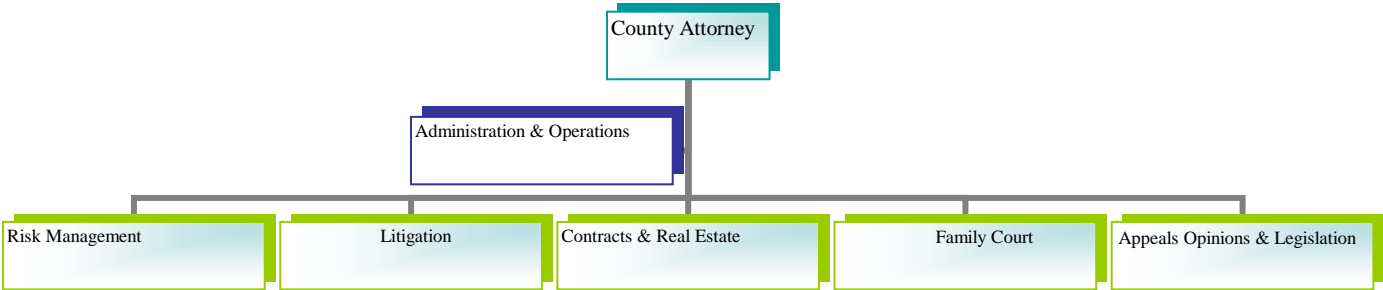 County Attorney
Administration & Operations
Risk Management
Litigation
Contracts & Real Estate
Family Court
Appeals Opinions & Legislation